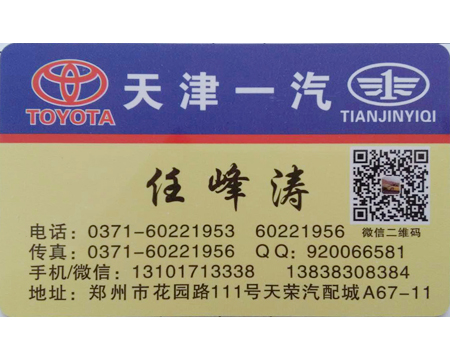 TOYOTA 天津一汽 TIANJINYIQI
任峰涛
微信二维码
电话：0371-60221953 60221956
传真：0371-60221956 QQ：920066581
手机/微信：13101713338 13838308384
地址：郑州市花园路111号天荣汽配城A67-11